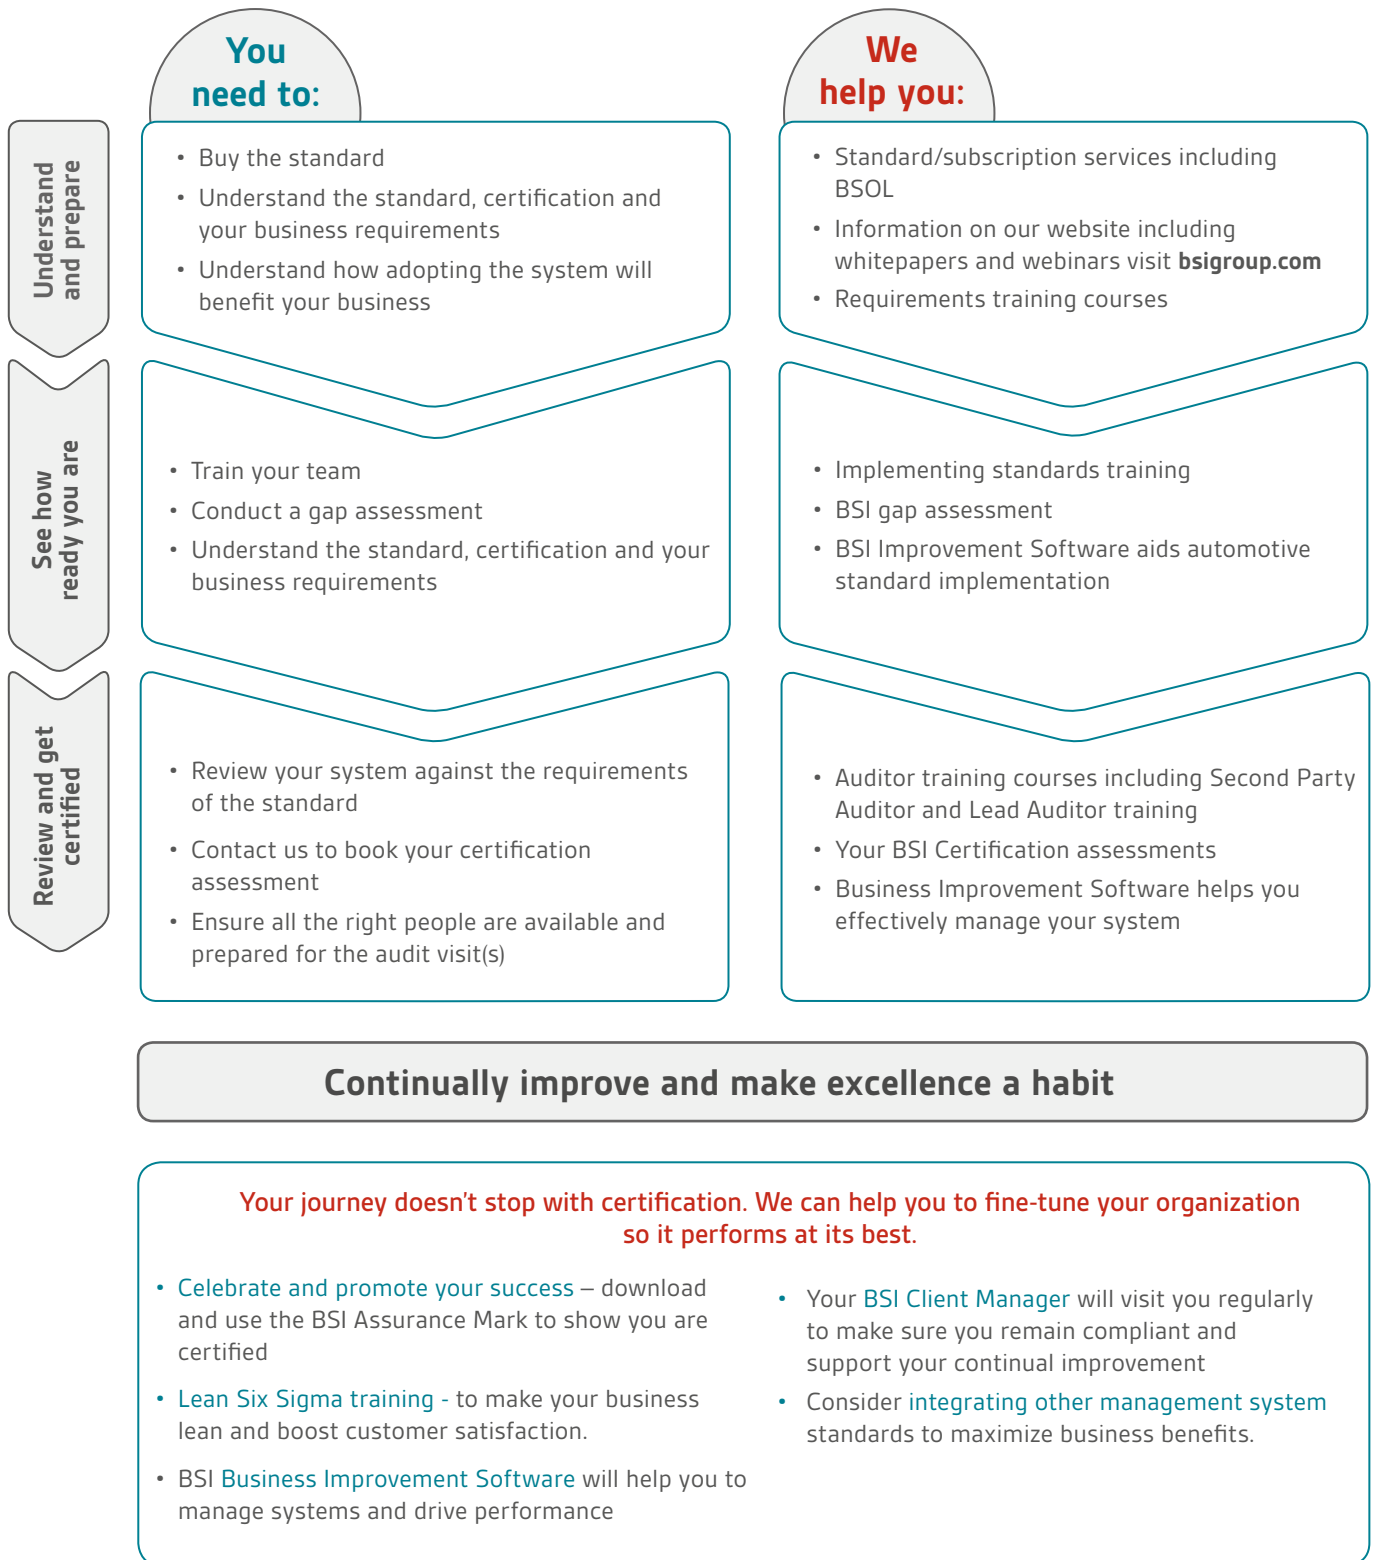 You
need to:
We
help you:
Understand
and prepare
• Buy the standard
• Understand the standard, certification and
your business requirements
• Understand how adopting the system will
benefit your business
• Standard/subscription services including
BSOL
• Information on our website including
whitepapers and webinars visit bsigroup.com
• Requirements training courses
See how
ready you are
• Train your team
• Conduct a gap assessment
• Understand the standard, certification and your
business requirements
• Implementing standards training
• BSI gap assessment
• BSI Improvement Software aids automotive
standard implementation
Review and get
certified
• Review your system against the requirements
of the standard
• Contact us to book your certification
assessment
• Ensure all the right people are available and
prepared for the audit visit(s)
• Auditor training courses including Second Party
Auditor and Lead Auditor training
• Your BSI Certification assessments
• Business Improvement Software helps you
effectively manage your system
Continually improve and make excellence a habit
Your journey doesn't stop with certification. We can help you to fine-tune your organization
so it performs at its best.
• Celebrate and promote your success – download
and use the BSI Assurance Mark to show you are
certified
• Lean Six Sigma training - to make your business
lean and boost customer satisfaction.
• BSI Business Improvement Software will help you to
manage systems and drive performance
• Your BSI Client Manager will visit you regularly
to make sure you remain compliant and
support your continual improvement
• Consider integrating other management system
standards to maximize business benefits.